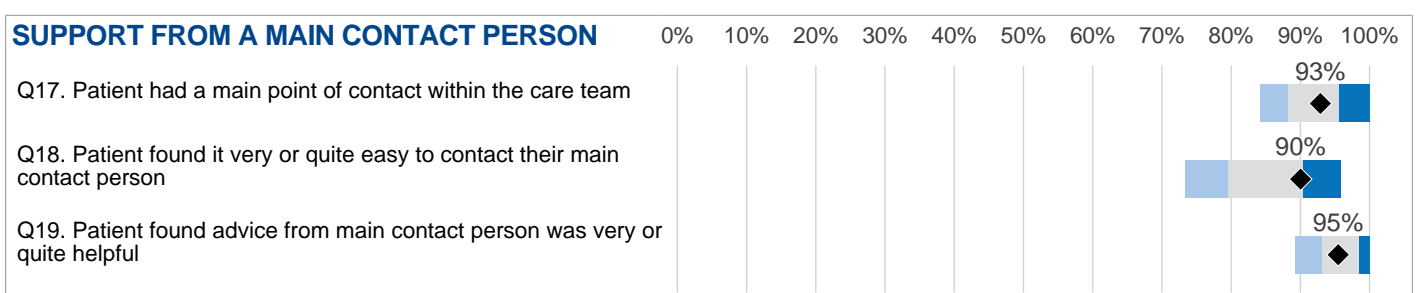 SUPPORT FROM A MAIN CONTACT PERSON 0% 10% 20% 30% 40% 50% 60% 70% 80% 90% 100%
93%
Q17. Patient had a main point of contact within the care team
90%
Q18. Patient found it very or quite easy to contact their main
contact person
95%
Q19. Patient found advice from main contact person was very or
quite helpful